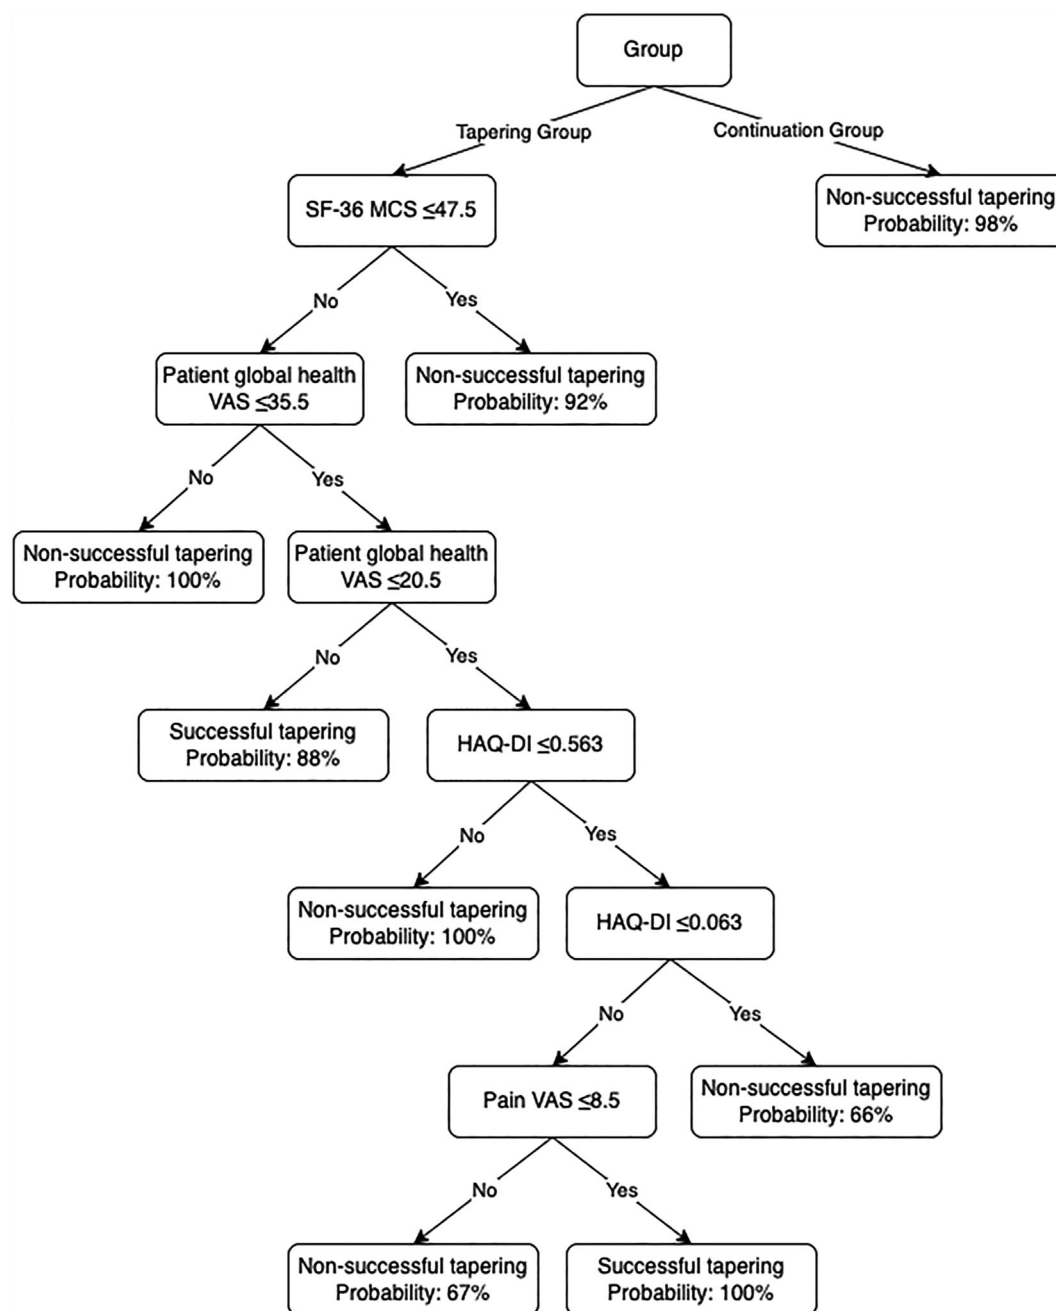 Group
Tapering Group
Continuation Group
SF-36 MCS ≤47.5
Non-successful tapering
Probability: 98%
No
Yes
Patient global health
VAS ≤35.5
Non-successful tapering
Probability: 92%
No
Yes
Non-successful tapering
Probability: 100%
Patient global health
VAS ≤20.5
No
Yes
Successful tapering
Probability: 88%
HAQ-DI ≤0.563
No
Yes
Non-successful tapering
Probability: 100%
HAQ-DI ≤0.063
No
Yes
Pain VAS ≤8.5
Non-successful tapering
Probability: 66%
No
Yes
Non-successful tapering
Probability: 67%
Successful tapering
Probability: 100%